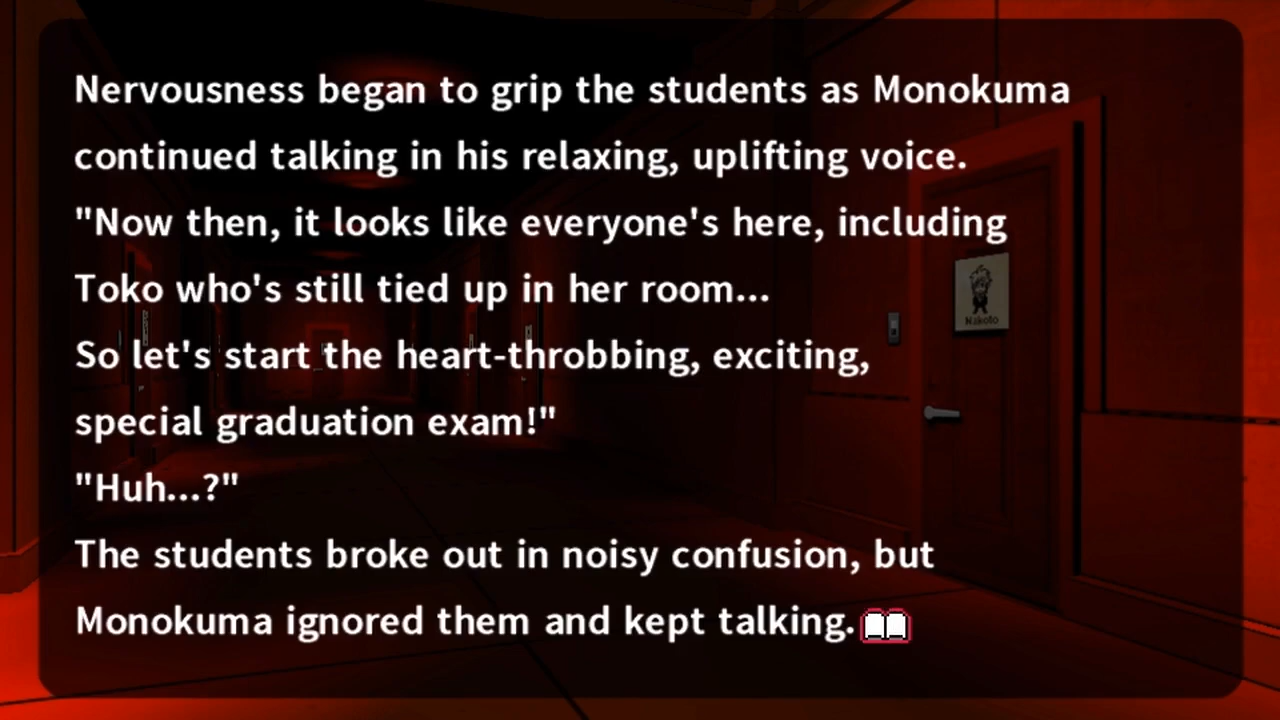 Nervousness began to grip the students as Monokuma
continued talking in his relaxing, uplifting voice.
"Now then, it looks like everyone's here, including
Toko who's still tied up in her room...
So let's start the heart-throbbing, exciting,
special graduation exam!"
"Huh...?"
The students broke out in noisy confusion, but
Monokuma ignored them and kept talking.
Makoto